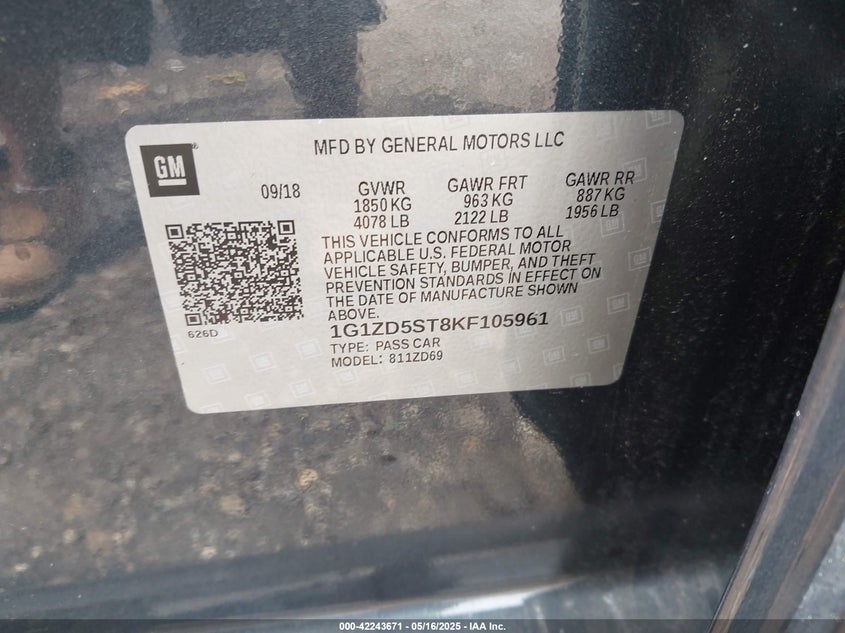 MFD BY GENERAL MOTORS LLC
GM
®
09/18 GVWR GAWR FRT GAWR RR
1850 KG 963 KG 887 KG
4078 LB 2122 LB 1956 LB
THIS VEHICLE CONFORMS TO ALL
APPLICABLE U.S. FEDERAL MOTOR
VEHICLE SAFETY, BUMPER, AND THEFT
PREVENTION STANDARDS IN EFFECT ON
THE DATE OF MANUFACTURE SHOWN
ABOVE.
626D
1G1ZD5ST8KF105961
TYPE: PASS CAR
MODEL: 811ZD69
000-42243671 - 05/16/2025 - IAA Inc.